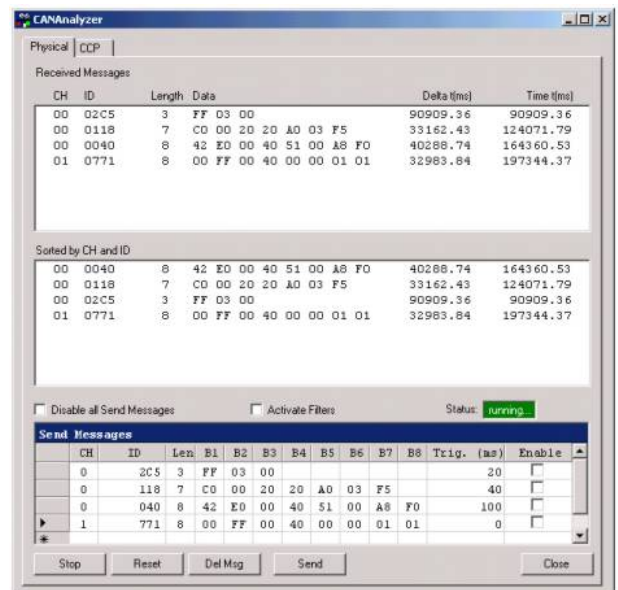 CANAnalyzer
Physical CCP
Received Messages
CH ID Length Data Delta t(ms) Time t(ms)
00 02C5 3 FF 03 00 90909.36 90909.36
00 0118 7 C0 00 20 20 A0 03 F5 33162.43 124071.79
00 0040 8 42 E0 00 40 51 00 A8 F0 40288.74 164360.53
01 0771 8 00 FF 00 40 00 00 01 01 32983.84 197344.37
Sorted by CH and ID
00 0040 8 42 E0 00 40 51 00 A8 F0 40288.74 164360.53
00 0118 7 C0 00 20 20 A0 03 F5 33162.43 124071.79
00 02C5 3 FF 03 00 90909.36 90909.36
01 0771 8 00 FF 00 40 00 00 01 01 32983.84 197344.37
Disable all Send Messages Activate Filters Status: running...
Send Messages
CH ID Len B1 B2 B3 B4 B5 B6 B7 B8 Trig. (ms) Enable
0 2C5 3 FF 03 00 20
0 118 7 C0 00 20 20 A0 03 F5 40
0 040 8 42 E0 00 40 51 00 A8 F0 100
1 771 8 00 FF 00 40 00 00 01 01 0
Stop Reset Del Msg Send Close